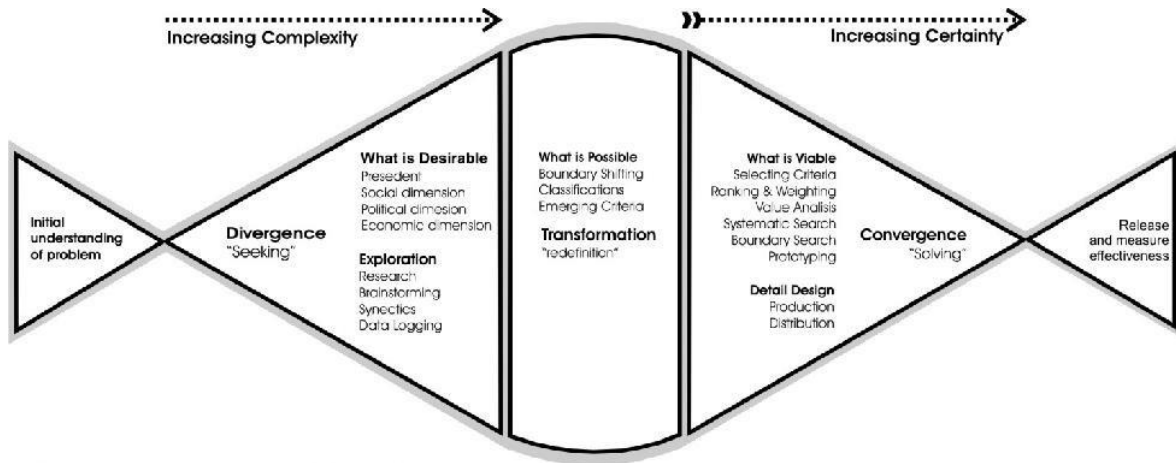 Increasing Complexity
Increasing Certainty
Initial
understanding
of problem
Divergence
"Seeking"
What is Desirable
Presedent
Social dimension
Political dimesion
Economic dimension
Exploration
Research
Brainstorming
Synectics
Data Logging
What is Possible
Boundary Shifting
Classifications
Emerging Criteria
Transformation
"redefinition"
What is Viable
Selecting Criteria
Ranking & Weighting
Value Analisis
Systematic Search
Boundary Search
Prototyping
Detail Design
Production
Distribution
Convergence
"Solving"
Release
and measure
effectiveness